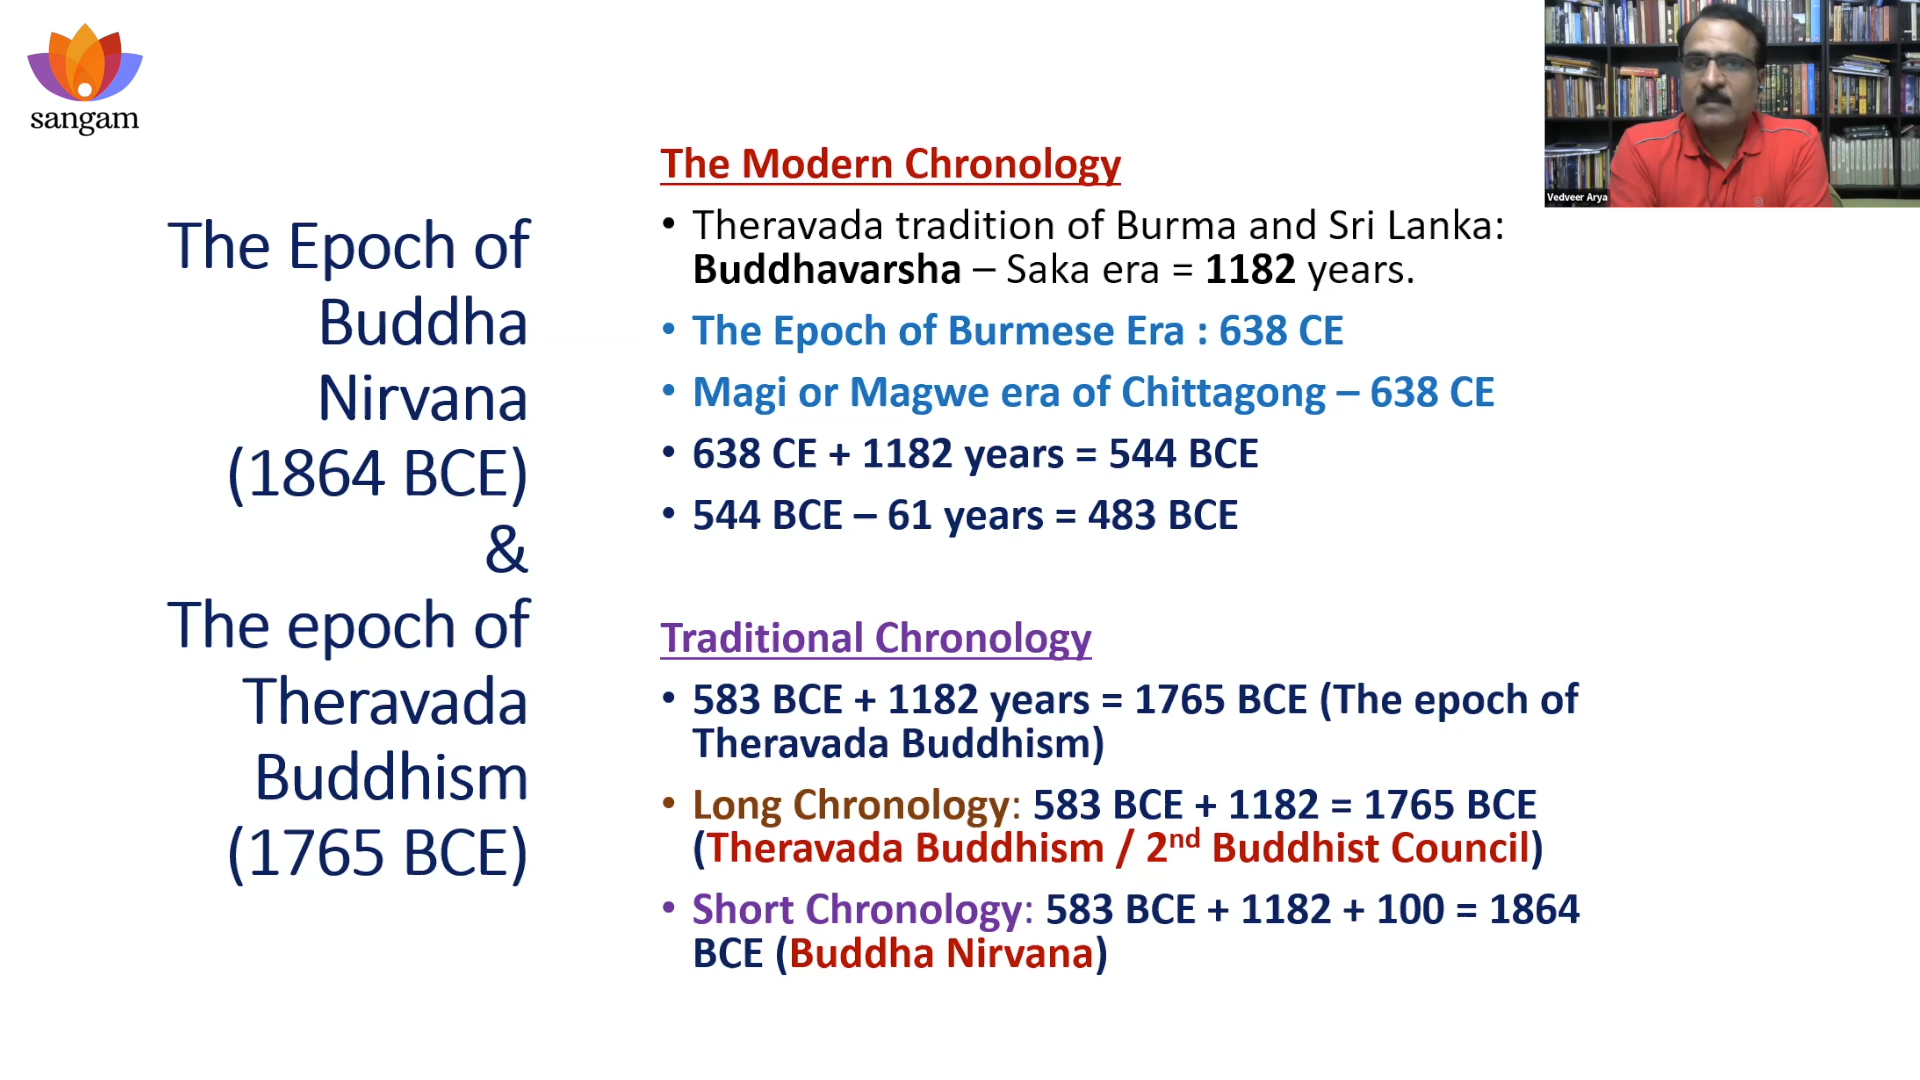 sangam
Vedveer Arya
The Epoch of
Buddha
Nirvana
(1864 BCE)
&
The epoch of
Theravada
Buddhism
(1765 BCE)
The Modern Chronology
• Theravada tradition of Burma and Sri Lanka:
Buddhavarsha – Saka era = 1182 years.
• The Epoch of Burmese Era : 638 CE
• Magi or Magwe era of Chittagong – 638 CE
• 638 CE + 1182 years = 544 BCE
• 544 BCE – 61 years = 483 BCE
Traditional Chronology
• 583 BCE + 1182 years = 1765 BCE (The epoch of
Theravada Buddhism)
• Long Chronology: 583 BCE + 1182 = 1765 BCE
(Theravada Buddhism / 2nd Buddhist Council)
• Short Chronology: 583 BCE + 1182 + 100 = 1864
BCE (Buddha Nirvana)